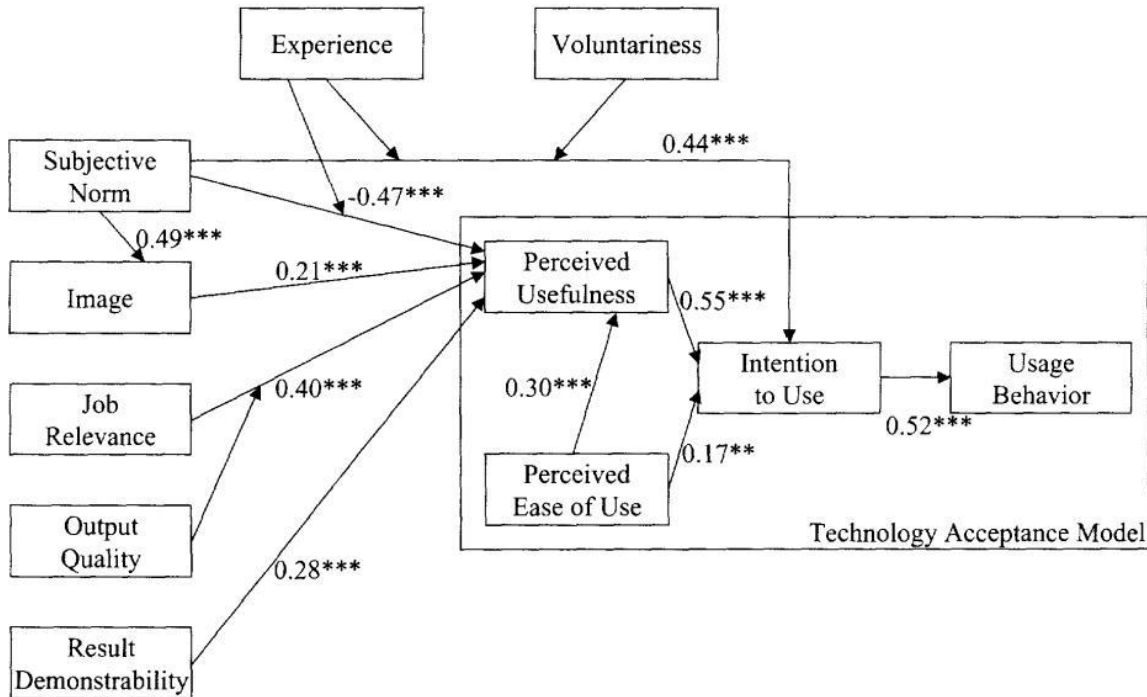 Experience
Voluntariness
Subjective
Norm
0.44***
-0.47***
0.49***
Image
0.21***
Perceived
Usefulness
0.55***
Intention
to Use
Usage
Behavior
Job
Relevance
0.40***
0.30***
0.52***
0.17**
Perceived
Ease of Use
Output
Quality
Technology Acceptance Model
0.28***
Result
Demonstrability